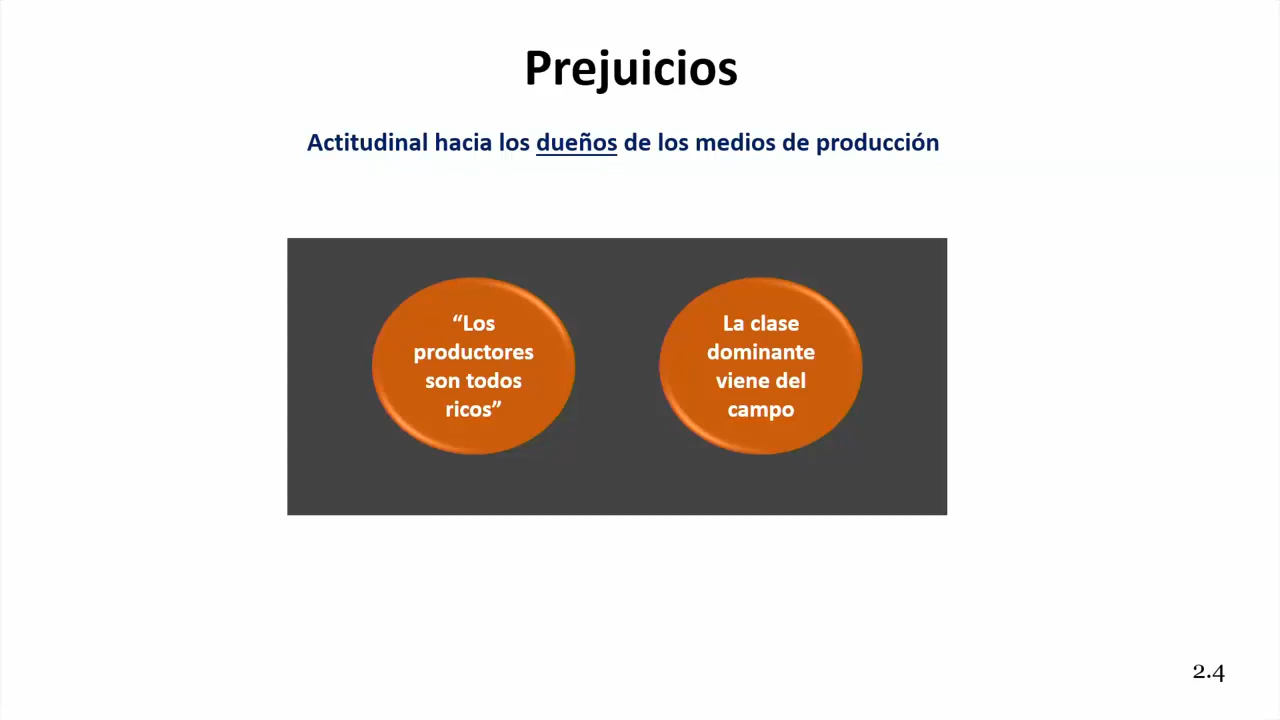 Prejuicios
Actitudinal hacia los dueños de los medios de producción
“Los
productores
son todos
ricos”
La clase
dominante
viene del
campo
2.4